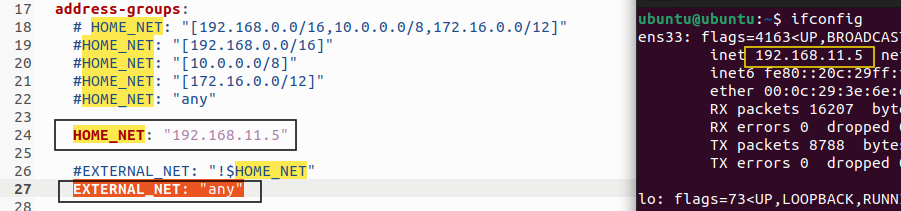 17 address-groups:
18 # HOME_NET: "[192.168.0.0/16,10.0.0.0/8,172.16.0.0/12]"
19 #HOME_NET: "[192.168.0.0/16]"
20 #HOME_NET: "[10.0.0.0/8]"
21 #HOME_NET: "[172.16.0.0/12]"
22 #HOME_NET: "any"
23
24 HOME_NET: "192.168.11.5"
25
26 #EXTERNAL_NET: "!$HOME_NET"
27 EXTERNAL_NET: "any"
28
ubuntu@ubuntu:~$ ifconfig
ens33: flags=4163<UP,BROADCAST
inet 192.168.11.5 net
inet6 fe80::20c:29ff:
ether 00:0c:29:3e:6e:
RX packets 16207 byte
RX errors 0 dropped
TX packets 8788 bytes
TX errors 0 dropped
lo: flags=73<UP,LOOPBACK,RUNN